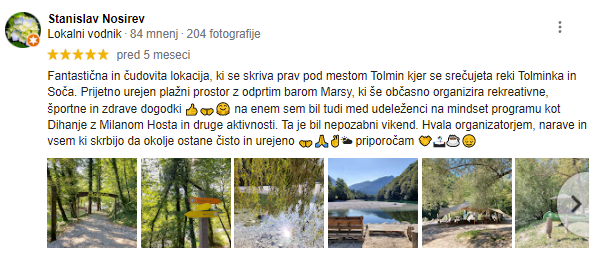 Stanislav Nosirev
Lokalni vodnik · 84 mnenj · 204 fotografije
pred 5 meseci
Fantastična in čudovita lokacija, ki se skriva prav pod mestom Tolmin kjer se srečujeta reki Tolminka in
Soča. Prijetno urejen plažni prostor z odprtim barom Marsy, ki še občasno organizira rekreativne,
športne in zdrave dogodki 👍🤝🤗 na enem sem bil tudi med udeleženci na mindset programu kot
Dihanje z Milanom Hosta in druge aktivnosti. Ta je bil nepozabni vikend. Hvala organizatorjem, narave in
vsem ki skrbijo da okolje ostane čisto in urejeno 🤝🙏✌🌥 priporočam